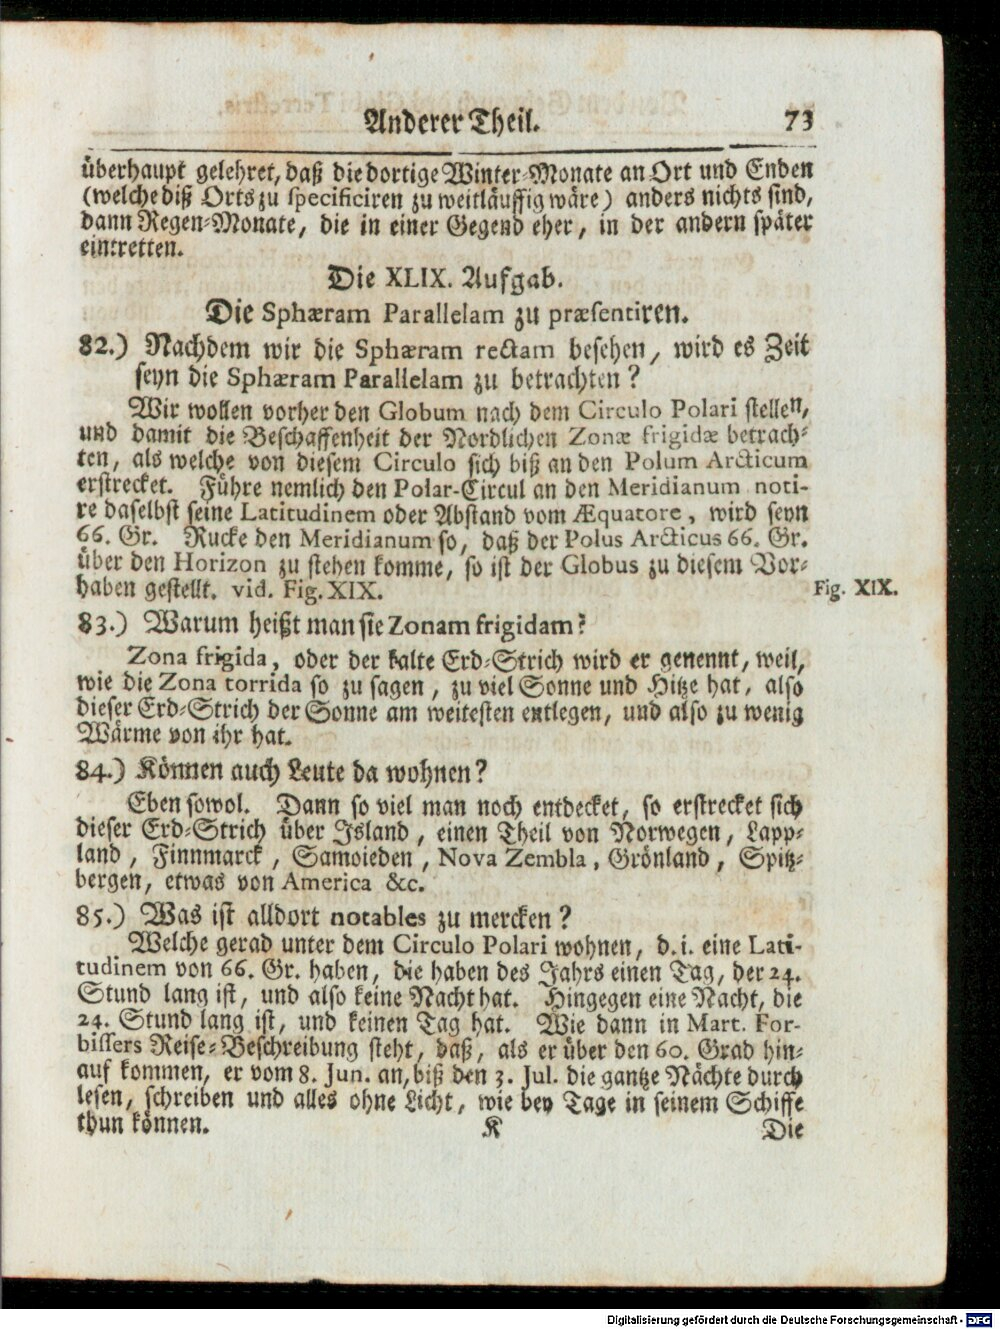 Anderer Theil. 73
überhaupt gelehret, daß die dortige Winter-Monate an Ort und Enden
(welche diß Orts zu specificiren zu weitläuffig wäre) anders nichts sind,
dann Regen-Monate, die in einer Gegend eher, in der andern später
eintretten.
Die XLIX. Aufgab.
Die Sphæram Parallelam zu præsentiren.
82.) Nachdem wir die Sphæram rectam besehen, wird es Zeit
seyn die Sphæram Parallelam zu betrachten?
Wir wollen vorher den Globum nach dem Circulo Polari stellen,
und damit die Beschaffenheit der Nordlichen Zonæ frigidæ betrach-
ten, als welche von diesem Circulo sich biß an den Polum Arcticum
erstrecket. Führe nemlich den Polar-Circul an den Meridianum noti-
re daselbst seine Latitudinem oder Abstand vom Æquatore, wird seyn
66. Gr. Rucke den Meridianum so, daß der Polus Arcticus 66. Gr.
über den Horizon zu stehen komme, so ist der Globus zu diesem Vor-
haben gestellt. vid. Fig. XIX.
Fig. XIX.
83.) Warum heißt man sie Zonam frigidam?
Zona frigida, oder der kalte Erd-Strich wird er genennt, weil,
wie die Zona torrida so zu sagen, zu viel Sonne und Hitze hat, also
dieser Erd-Strich der Sonne am weitesten entlegen, und also zu wenig
Wärme von ihr hat.
84.) Können auch Leute da wohnen?
Eben sowol. Dann so viel man noch entdecket, so erstrecket sich
dieser Erd-Strich über Island, einen Theil von Norwegen, Lapp-
land, Finnmarck, Samoieden, Nova Zembla, Grönland, Spitz-
bergen, etwas von America &c.
85.) Was ist alldort notables zu mercken?
Welche gerad unter dem Circulo Polari wohnen, d. i. eine Lati-
tudinem von 66. Gr. haben, die haben des Jahrs einen Tag, der 24.
Stund lang ist, und also keine Nacht hat. Hingegen eine Nacht, die
24. Stund lang ist, und keinen Tag hat. Wie dann in Mart. For-
bissers Reise-Beschreibung steht, daß, als er über den 60. Grad hin-
auf kommen, er vom 8. Jun. an, biß den 3. Jul. die gantze Nächte durch
lesen, schreiben und alles ohne Licht, wie bey Tage in seinem Schiffe
thun können.
K Die
Digitalisierung gefördert durch die Deutsche Forschungsgemeinschaft - DFG